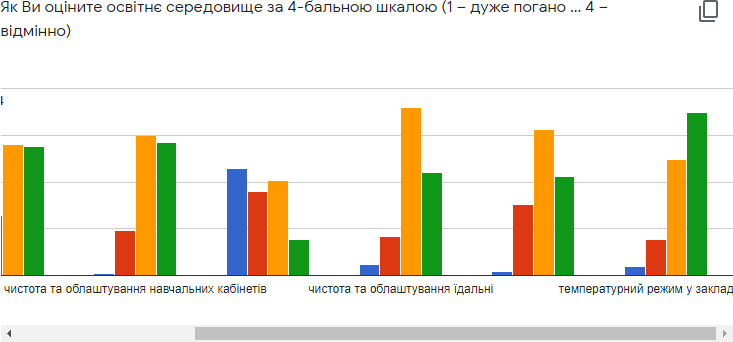 Як Ви оціните освітнє середовище за 4-бальною шкалою (1 – дуже погано ... 4 –
відмінно)
4
чистота та облаштування навчальних кабінетів
чистота та облаштування їдальні
температурний режим у заклад